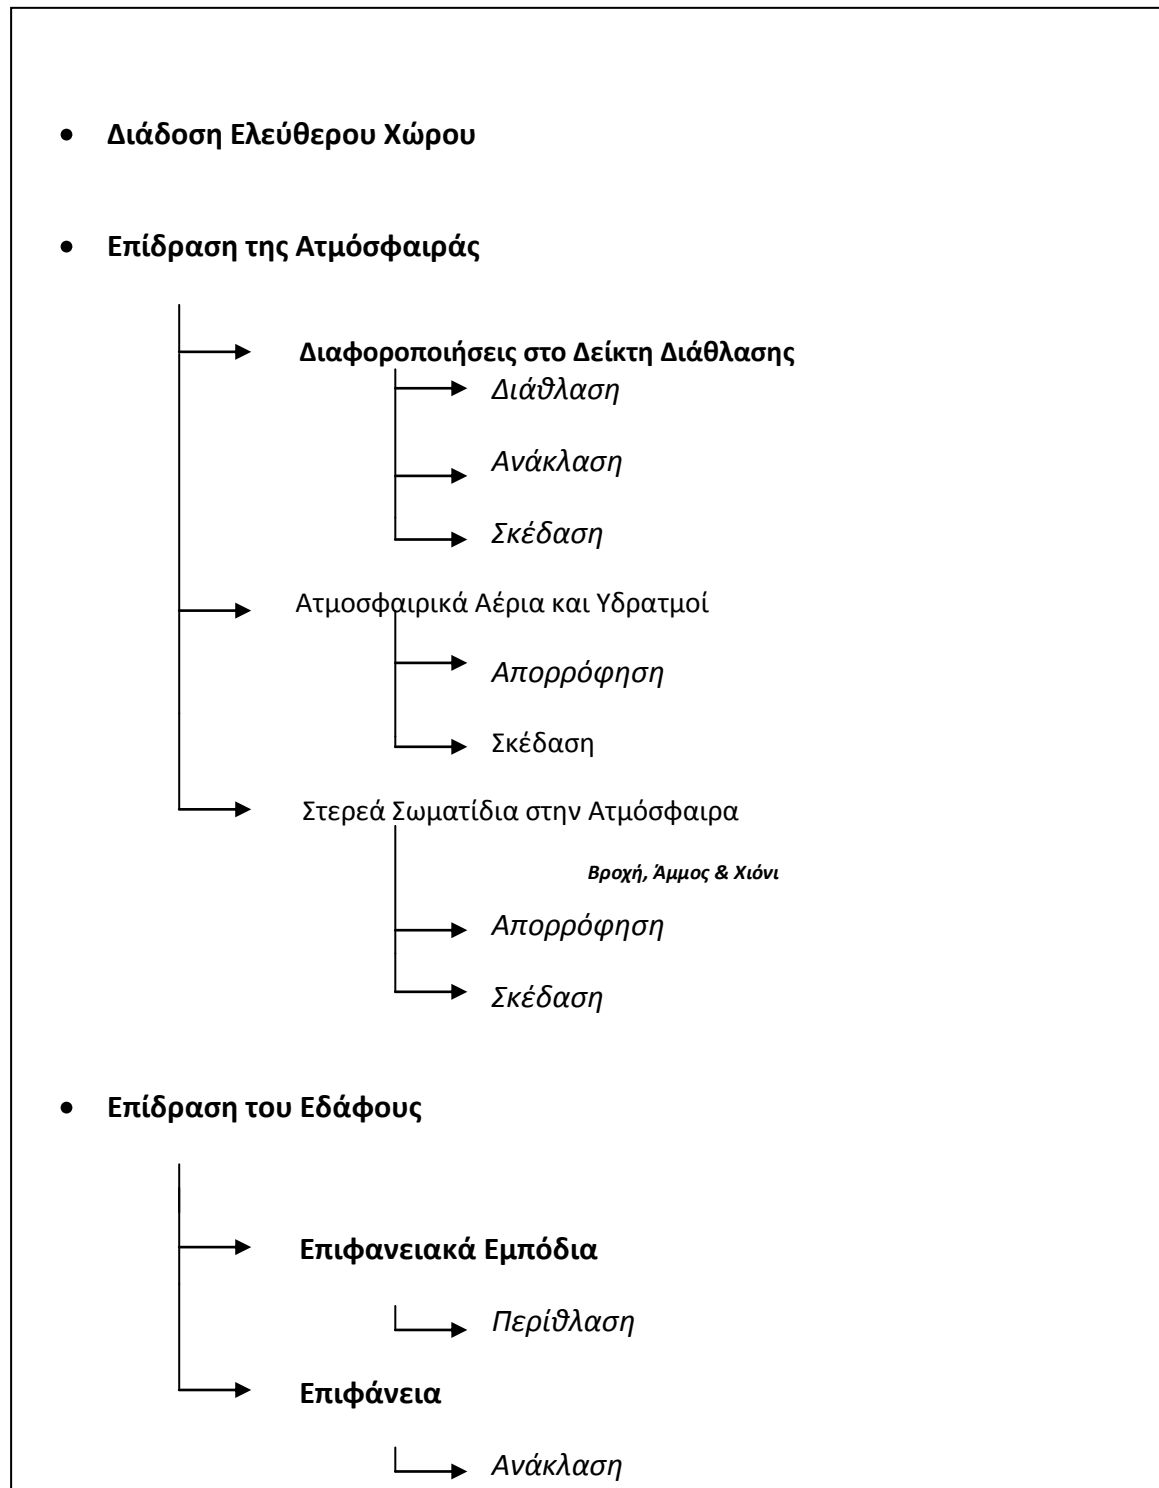 • Διάδοση Ελεύθερου Χώρου
• Επίδραση της Ατμόσφαιράς
Διαφοροποιήσεις στο Δείκτη Διάθλασης
Διάθλαση
Ανάκλαση
Σκέδαση
Ατμοσφαιρικά Αέρια και Υδρατμοί
Απορρόφηση
Σκέδαση
Στερεά Σωματίδια στην Ατμόσφαιρα
Βροχή, Άμμος & Χιόνι
Απορρόφηση
Σκέδαση
• Επίδραση του Εδάφους
Επιφανειακά Εμπόδια
Περίθλαση
Επιφάνεια
Ανάκλαση